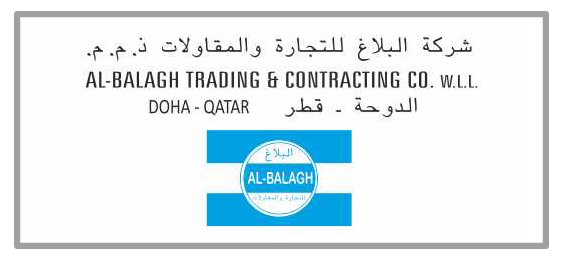 شركة البلاغ للتجارة والمقاولات ذ.م.م.
AL-BALAGH TRADING & CONTRACTING CO. W.L.L.
DOHA - QATAR الدوحة - قطر
البلاغ
AL-BALAGH
للتجارة والمقاولات